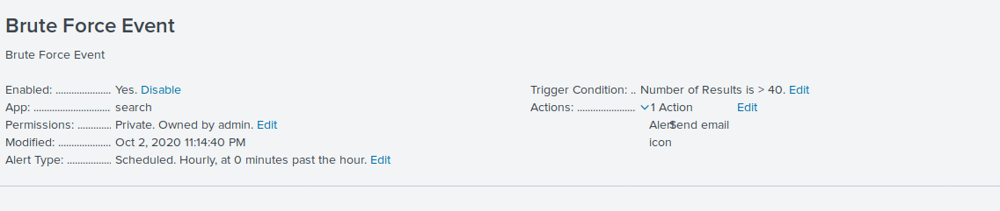 Brute Force Event
Brute Force Event
Enabled: ..................... Yes. Disable
App: ............................. search
Permissions: ............. Private. Owned by admin. Edit
Modified: .................... Oct 2, 2020 11:14:40 PM
Alert Type: ................. Scheduled. Hourly, at 0 minutes past the hour. Edit
Trigger Condition: .. Number of Results is > 40. Edit
Actions: ...................... 1 Action Edit
Alert Send email
icon